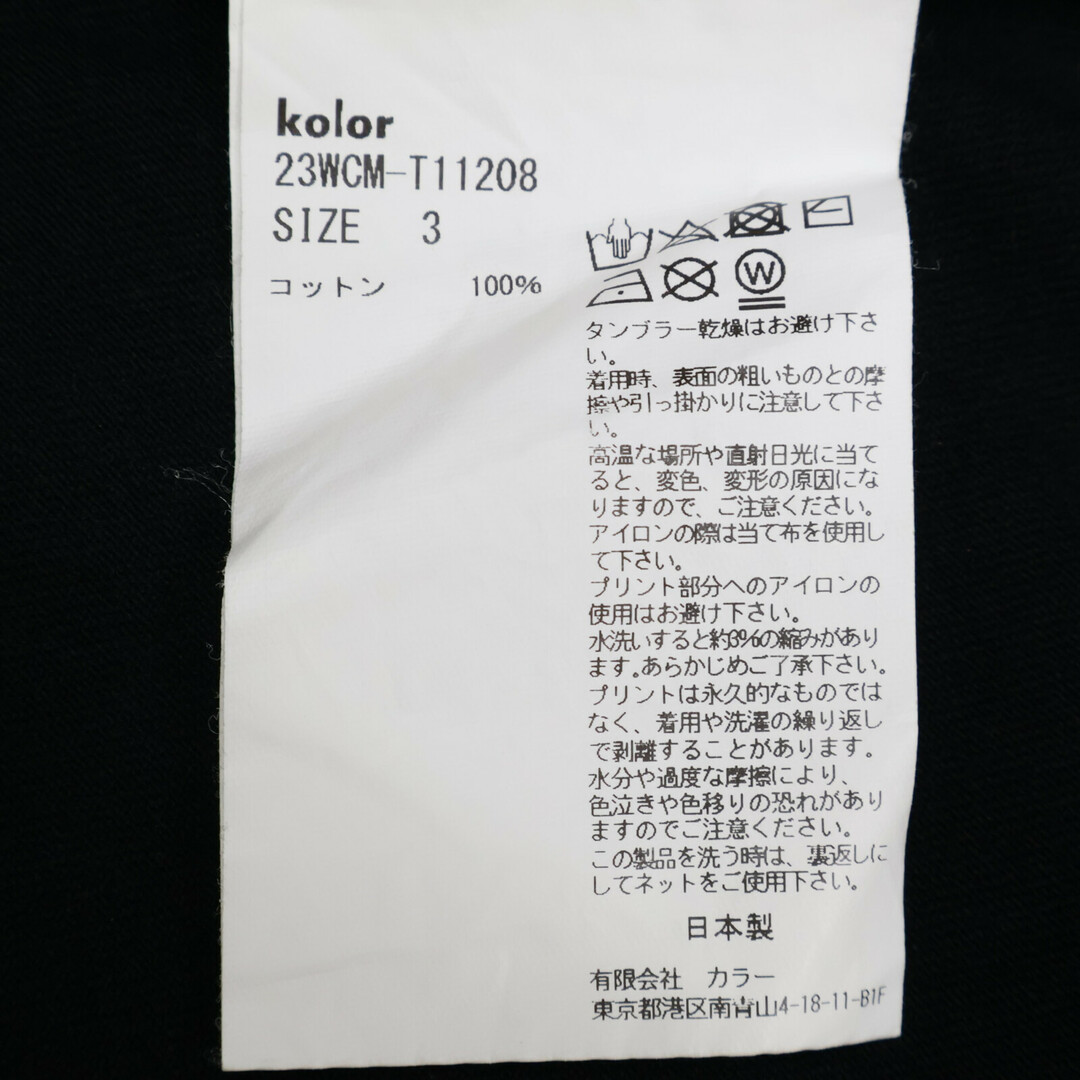 kolor
23WCM-T11208
SIZE 3
コットン 100%
W
タンブラー乾燥はお避け下さ
い。
着用時、表面の粗いものとの摩
擦や引っ掛かりに注意して下さ
い。
高温な場所や直射日光に当て
ると、変色、変形の原因にな
りますので、ご注意ください。
アイロンの際は当て布を使用し
て下さい。
プリント部分へのアイロンの
使用はお避け下さい。
水洗いすると約3%の縮みがあり
ます。あらかじめご了承下さい。
プリントは永久的なものでは
なく、着用や洗濯の繰り返し
で剥離することがあります。
水分や過度な摩擦により、
色泣きや色移りの恐れがあり
ますのでご注意ください。
この製品を洗う時は、裏返しに
してネットをご使用下さい。
日本製
有限会社 カラー
東京都港区南青山4-18-11-B1F